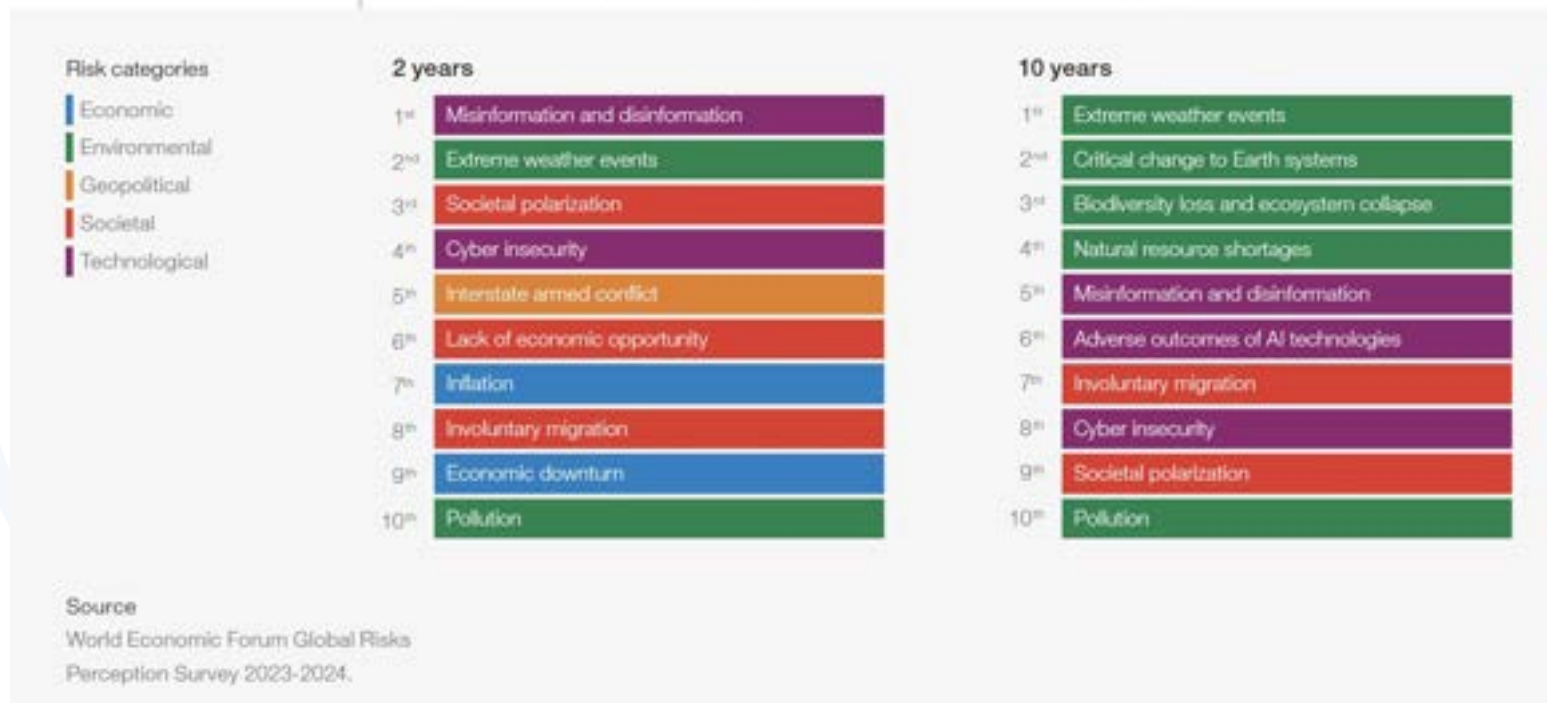 Risk categories
Economic
Environmental
Geopolitical
Societal
Technological
2 years
1st Misinformation and disinformation
2nd Extreme weather events
3rd Societal polarization
4th Cyber insecurity
5th Interstate armed conflict
6th Lack of economic opportunity
7th Inflation
8th Involuntary migration
9th Economic downturn
10th Pollution
10 years
1st Extreme weather events
2nd Critical change to Earth systems
3rd Biodiversity loss and ecosystem collapse
4th Natural resource shortages
5th Misinformation and disinformation
6th Adverse outcomes of AI technologies
7th Involuntary migration
8th Cyber insecurity
9th Societal polarization
10th Pollution
Source
World Economic Forum Global Risks
Perception Survey 2023-2024.